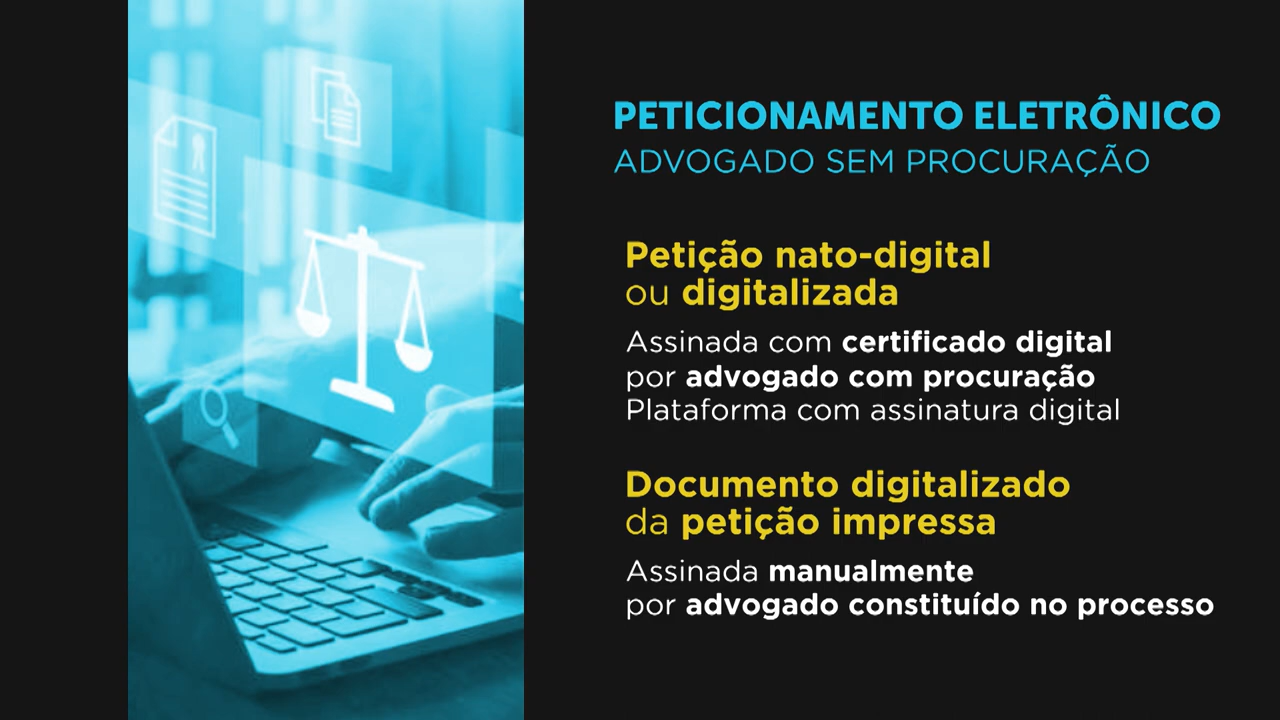 PETICIONAMENTO ELETRÔNICO
ADVOGADO SEM PROCURAÇÃO
Petição nato-digital
ou digitalizada
Assinada com certificado digital
por advogado com procuração
Plataforma com assinatura digital
Documento digitalizado
da petição impressa
Assinada manualmente
por advogado constituído no processo